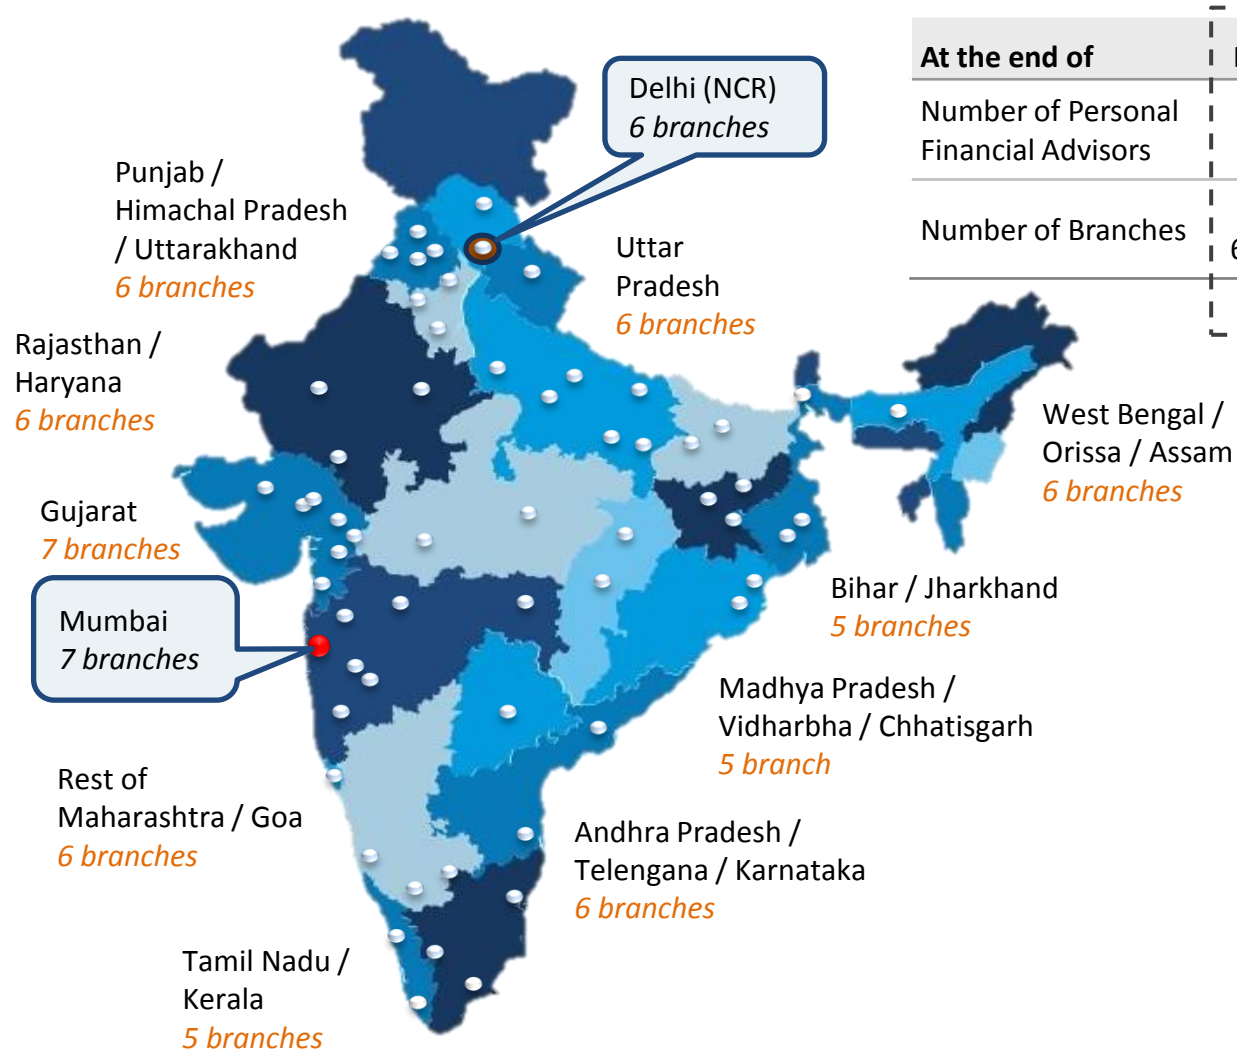 At the end of
Number of Personal
Financial Advisors
Number of Branches
6
Delhi (NCR)
6 branches
Punjab /
Himachal Pradesh
/ Uttarakhand
6 branches
Uttar
Pradesh
6 branches
Rajasthan /
Haryana
6 branches
West Bengal /
Orissa / Assam
6 branches
Gujarat
7 branches
Mumbai
7 branches
Bihar / Jharkhand
5 branches
Madhya Pradesh /
Vidharbha / Chhatisgarh
5 branch
Rest of
Maharashtra / Goa
6 branches
Andhra Pradesh /
Telengana / Karnataka
6 branches
Tamil Nadu /
Kerala
5 branches